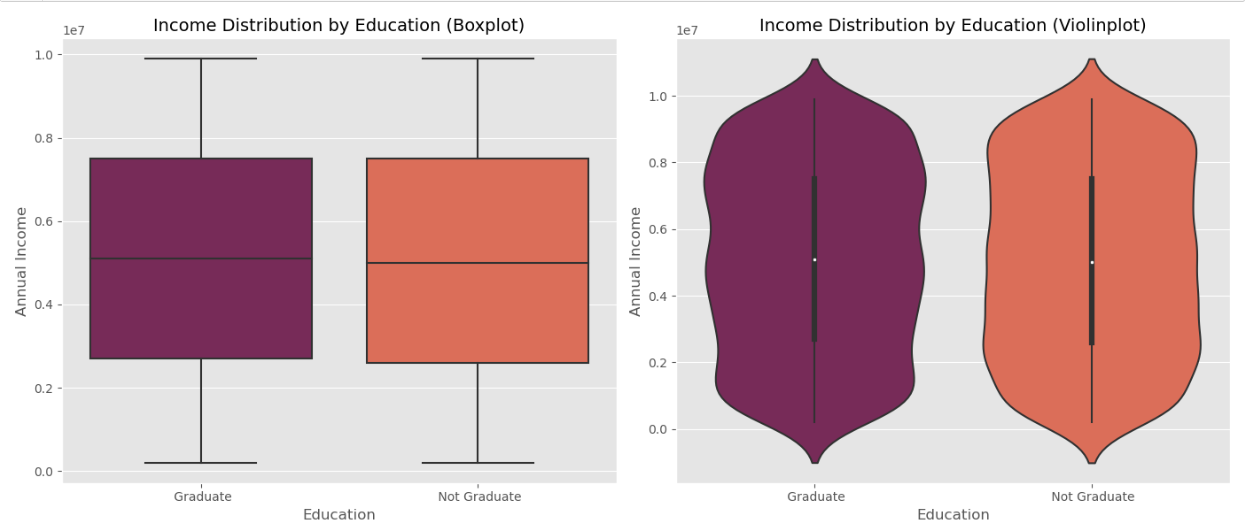 Income Distribution by Education (Boxplot)
1e7
1.0
0.8
0.6
0.4
0.2
0.0
Annual Income
Graduate
Not Graduate
Education
Income Distribution by Education (Violinplot)
1e7
1.0
0.8
0.6
0.4
0.2
0.0
Annual Income
Graduate
Not Graduate
Education